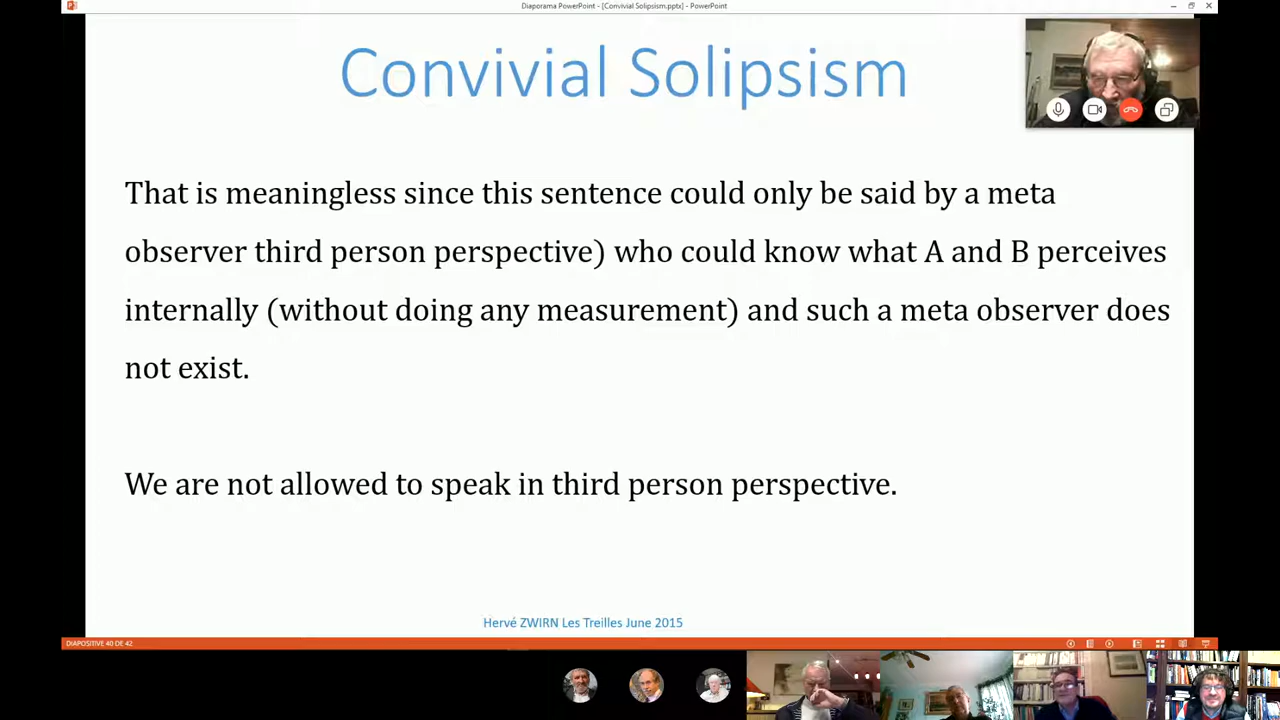 Diaporama PowerPoint - [Convivial Solipsism.pptx] - PowerPoint
Convivial Solipsism
That is meaningless since this sentence could only be said by a meta
observer third person perspective) who could know what A and B perceives
internally (without doing any measurement) and such a meta observer does
not exist.
We are not allowed to speak in third person perspective.
Hervé ZWIRN Les Treilles June 2015
DIAPOSITIVE 40 DE 42